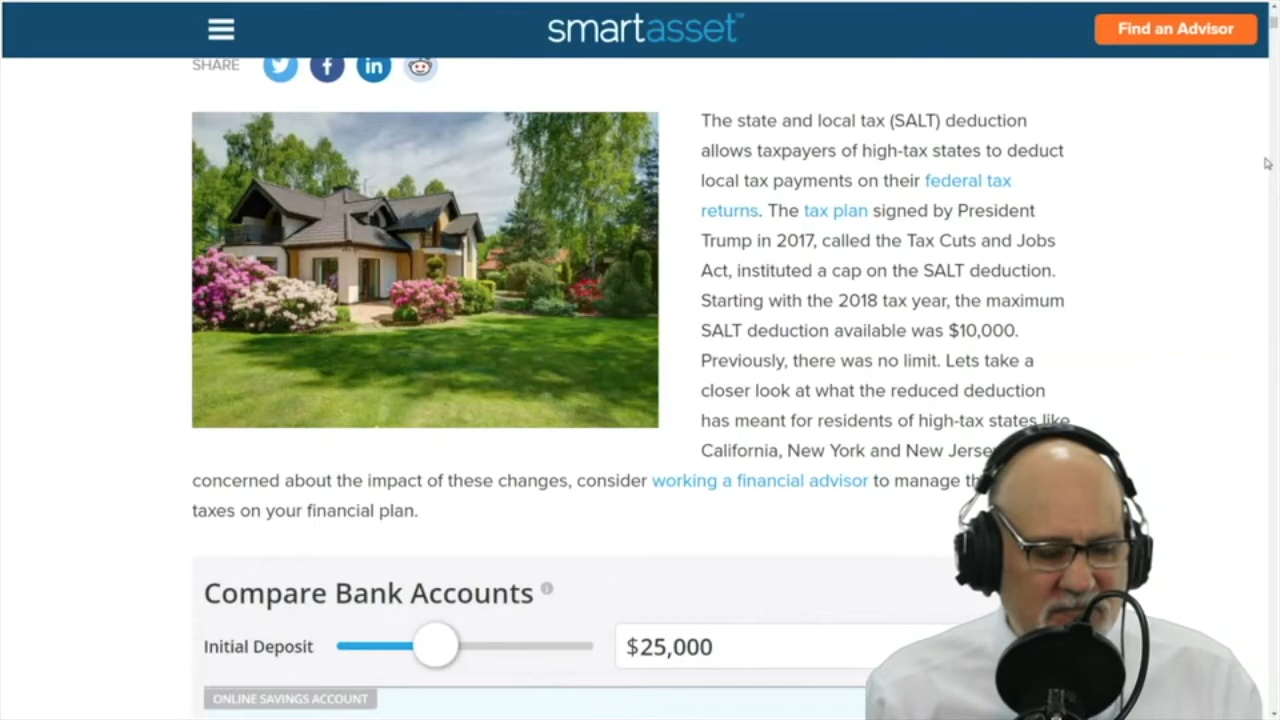 smartasset™
Find an Advisor
SHARE
The state and local tax (SALT) deduction
allows taxpayers of high-tax states to deduct
local tax payments on their federal tax
returns. The tax plan signed by President
Trump in 2017, called the Tax Cuts and Jobs
Act, instituted a cap on the SALT deduction.
Starting with the 2018 tax year, the maximum
SALT deduction available was $10,000.
Previously, there was no limit. Lets take a
closer look at what the reduced deduction
has meant for residents of high-tax states like
California, New York and New Jerse
concerned about the impact of these changes, consider working a financial advisor to manage th
taxes on your financial plan.
Compare Bank Accounts
Initial Deposit
$25,000
ONLINE SAVINGS ACCOUNT